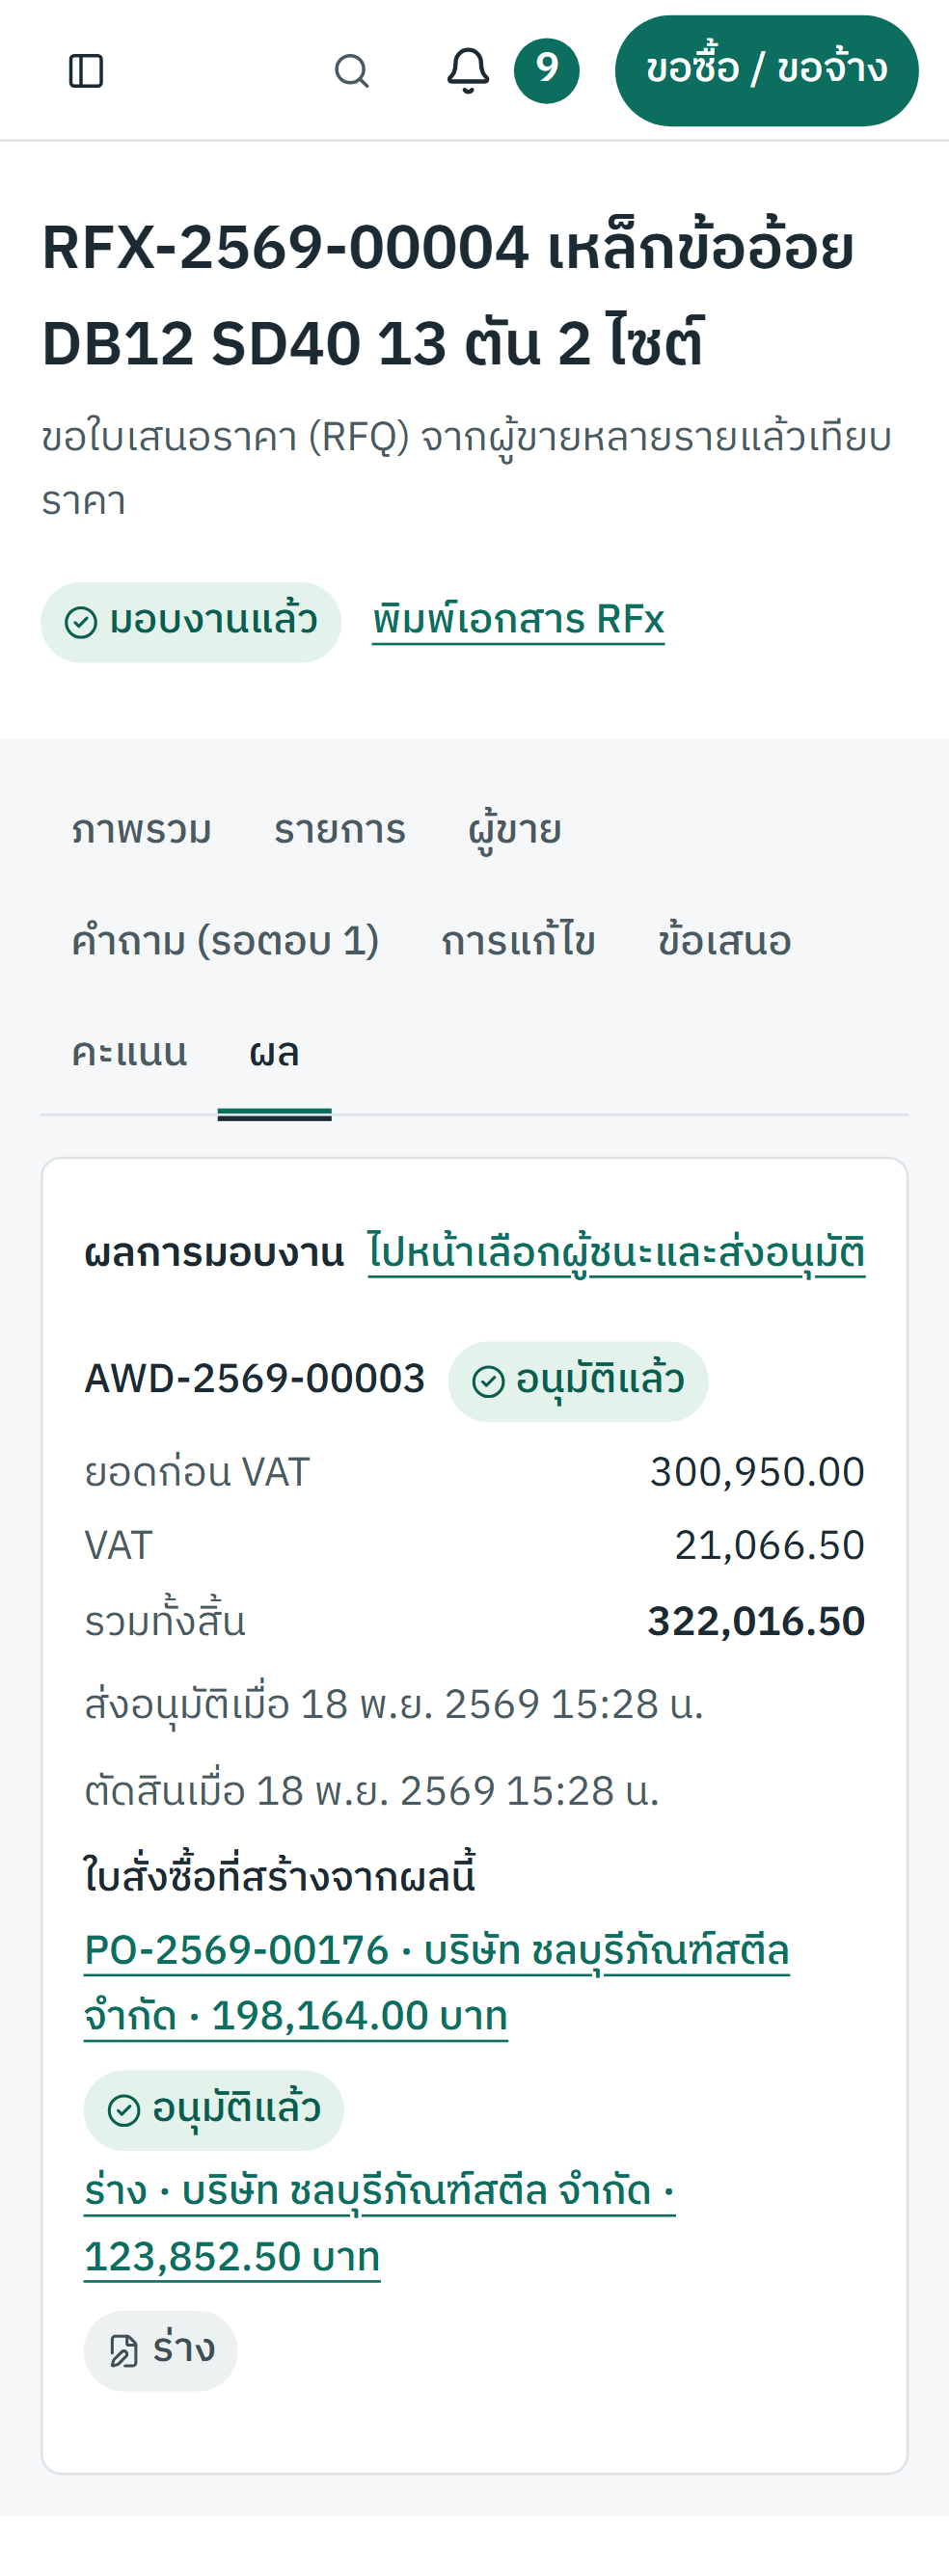 9
ขอซื้อ / ขอจ้าง
RFX-2569-00004 เหล็กข้ออ้อย
DB12 SD40 13 ตัน 2 ไซต์
ขอใบเสนอราคา (RFQ) จากผู้ขายหลายรายแล้วเทียบ
ราคา
มอบงานแล้ว พิมพ์เอกสาร RFx
ภาพรวม รายการ ผู้ขาย
คำถาม (รอตอบ 1) การแก้ไข ข้อเสนอ
คะแนน ผล
ผลการมอบงาน ไปหน้าเลือกผู้ชนะและส่งอนุมัติ
AWD-2569-00003 อนุมัติแล้ว
ยอดก่อน VAT 300,950.00
VAT 21,066.50
รวมทั้งสิ้น 322,016.50
ส่งอนุมัติเมื่อ 18 พ.ย. 2569 15:28 น.
ตัดสินเมื่อ 18 พ.ย. 2569 15:28 น.
ใบสั่งซื้อที่สร้างจากผลนี้
PO-2569-00176 · บริษัท ชลบุรีภัณฑ์สตีล
จำกัด · 198,164.00 บาท
อนุมัติแล้ว
ร่าง · บริษัท ชลบุรีภัณฑ์สตีล จำกัด ·
123,852.50 บาท
ร่าง